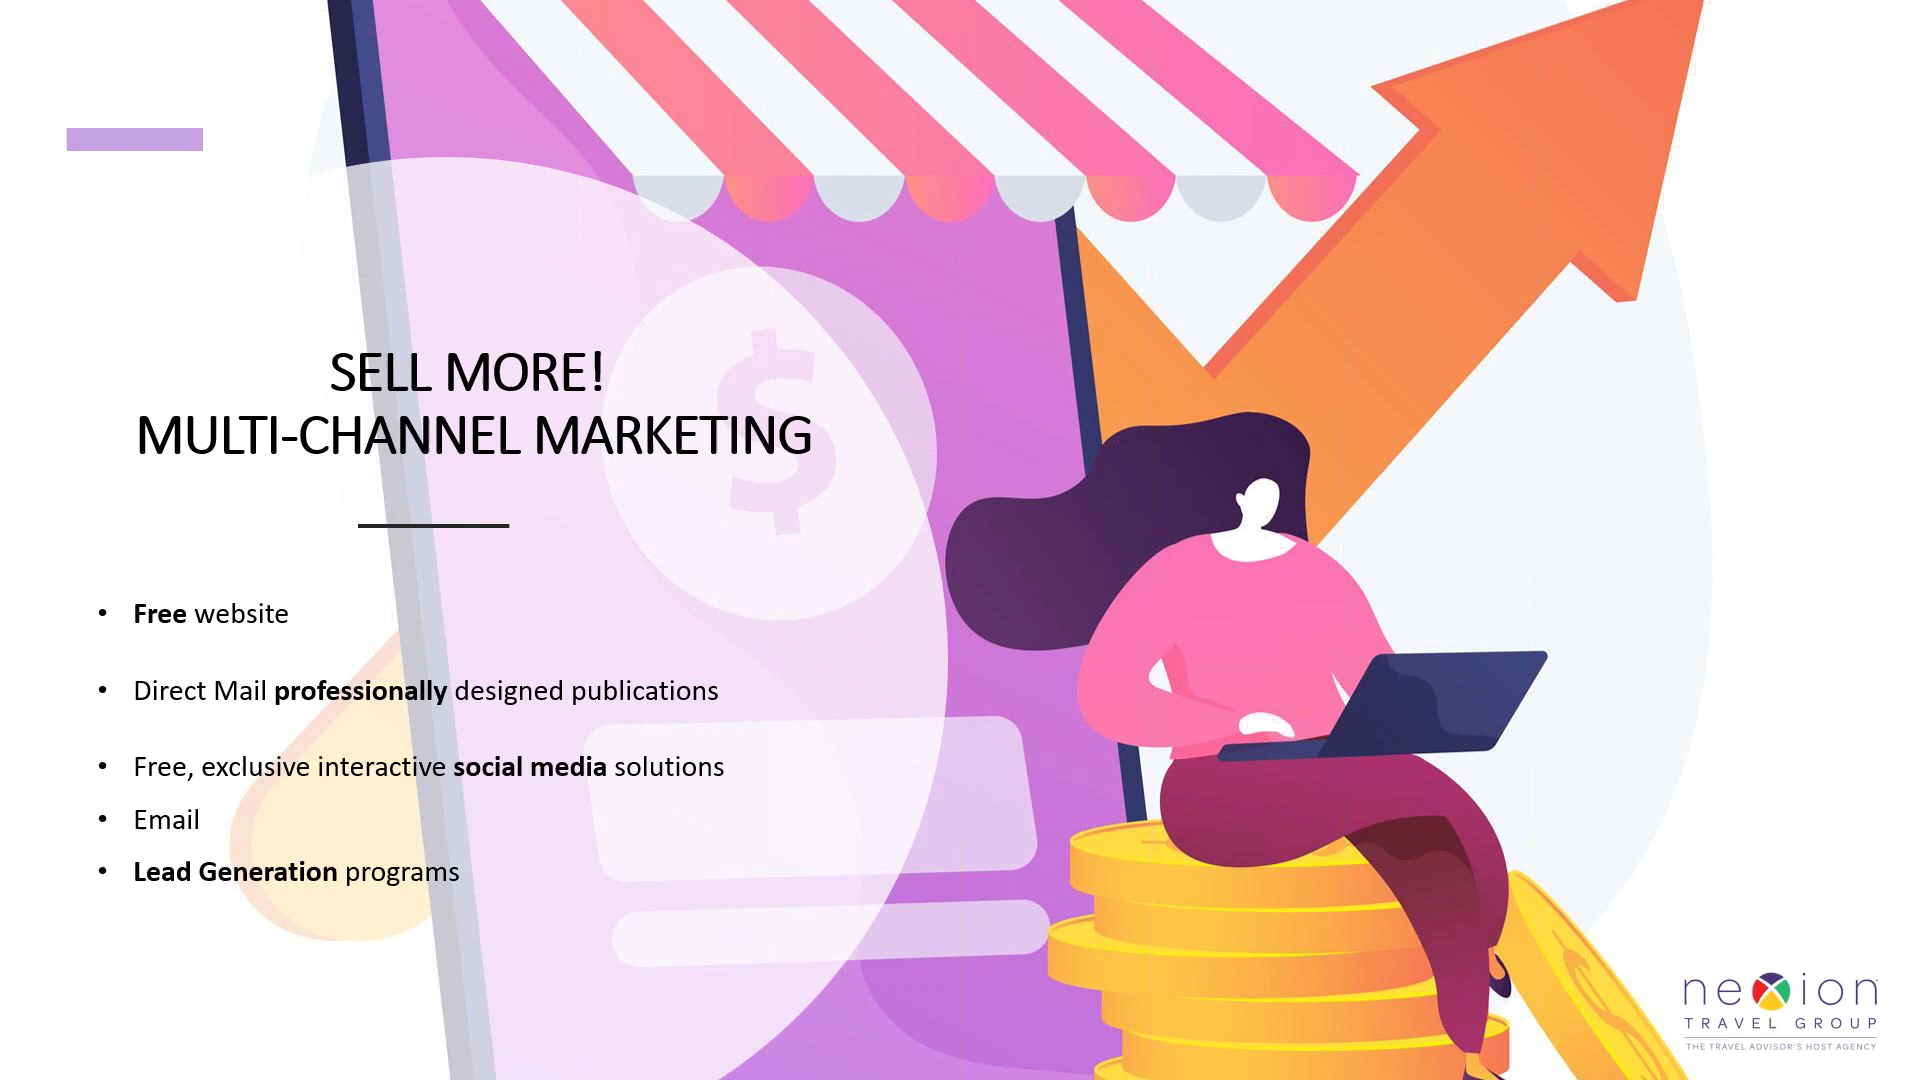 SELL MORE!
MULTI-CHANNEL MARKETING
• Free website
• Direct Mail professionally designed publications
• Free, exclusive interactive social media solutions
• Email
• Lead Generation programs
nexion
TRAVEL GROUP
THE TRAVEL ADVISOR'S HOST AGENCY